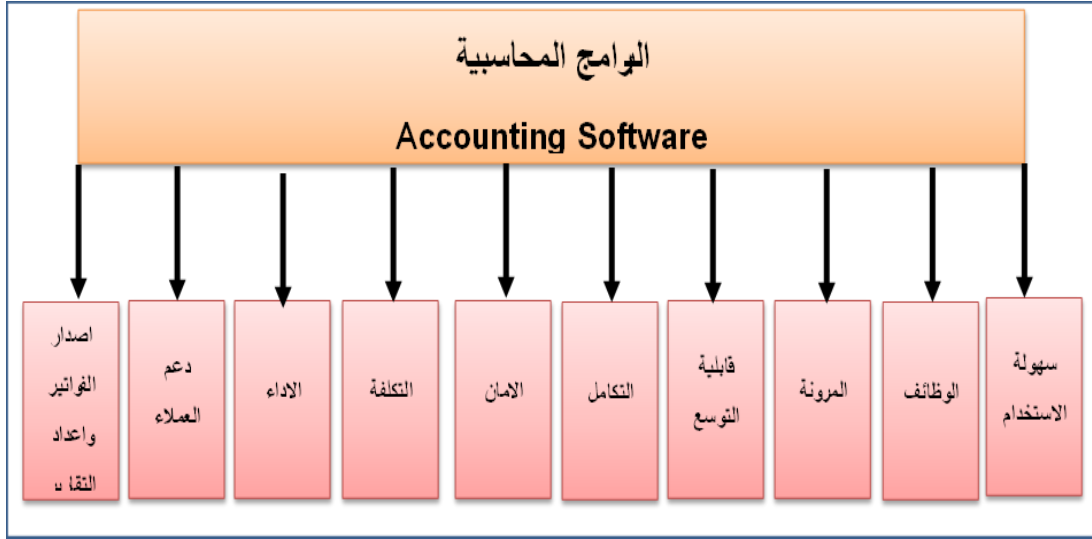 البرامج المحاسبية
Accounting Software
سهولة
الاستخدام
الوظائف
المرونة
قابلية
التوسع
التكامل
الامان
التكلفة
الاداء
دعم
العملاء
اصدار
الفواتير
واعداد
التقارير